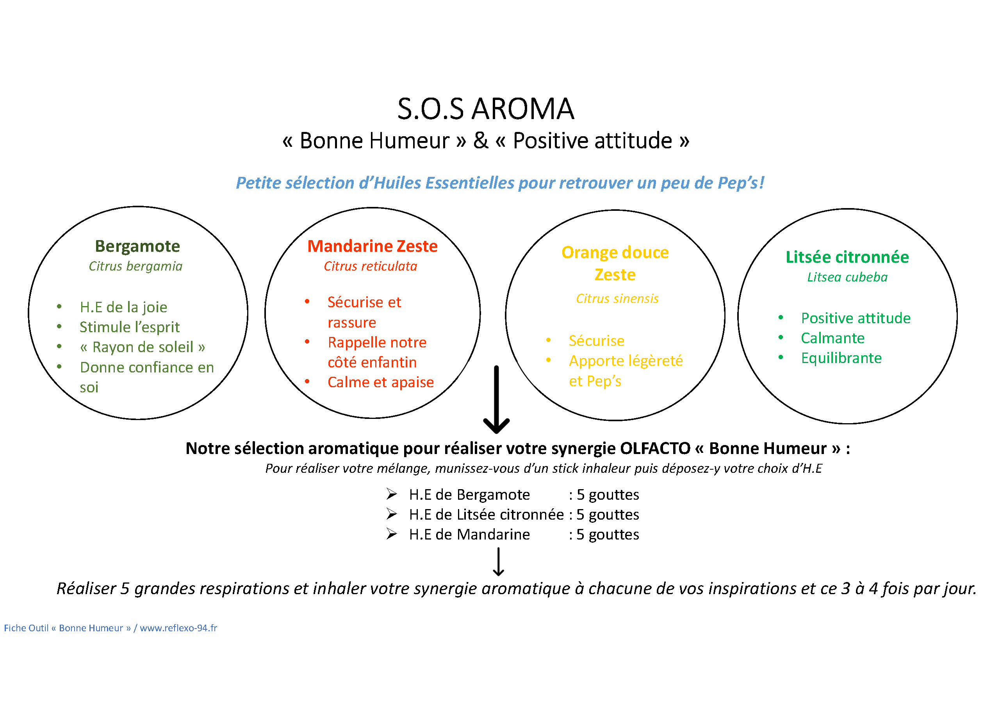 S.O.S AROMA
« Bonne Humeur » & « Positive attitude »
Petite sélection d’Huiles Essentielles pour retrouver un peu de Pep’s!
Bergamote
Citrus bergamia
• H.E de la joie
• Stimule l’esprit
• « Rayon de soleil »
• Donne confiance en
soi
Mandarine Zeste
Citrus reticulata
• Sécurise et
rassure
• Rappelle notre
côté enfantin
• Calme et apaise
Orange douce
Zeste
Citrus sinensis
• Sécurise
• Apporte légèreté
et Pep’s
Litsée citronnée
Litsea cubeba
• Positive attitude
• Calmante
• Equilibrante
Notre sélection aromatique pour réaliser votre synergie OLFACTO « Bonne Humeur » :
Pour réaliser votre mélange, munissez-vous d’un stick inhaleur puis déposez-y votre choix d’H.E
➢ H.E de Bergamote : 5 gouttes
➢ H.E de Litsée citronnée : 5 gouttes
➢ H.E de Mandarine : 5 gouttes
Réaliser 5 grandes respirations et inhaler votre synergie aromatique à chacune de vos inspirations et ce 3 à 4 fois par jour.
Fiche Outil « Bonne Humeur » / www.reflexo-94.fr